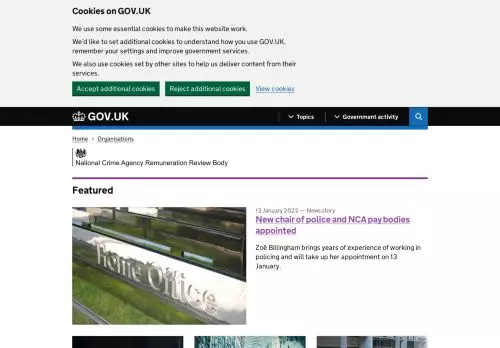 Cookies on GOV.UK
We use some essential cookies to make this website work.
We'd like to set additional cookies to understand how you use GOV.UK,
remember your settings and improve government services.
We also use cookies set by other sites to help us deliver content from their
services.
Accept additional cookies Reject additional cookies View cookies
GOV.UK Topics Government activity
Home > Organisations
National Crime Agency Remuneration Review Body
Featured
13 January 2022 — News story
New chair of police and NCA pay bodies
appointed
Zoë Billingham brings years of experience of working in
policing and will take up her appointment on 13
January.
Home Office